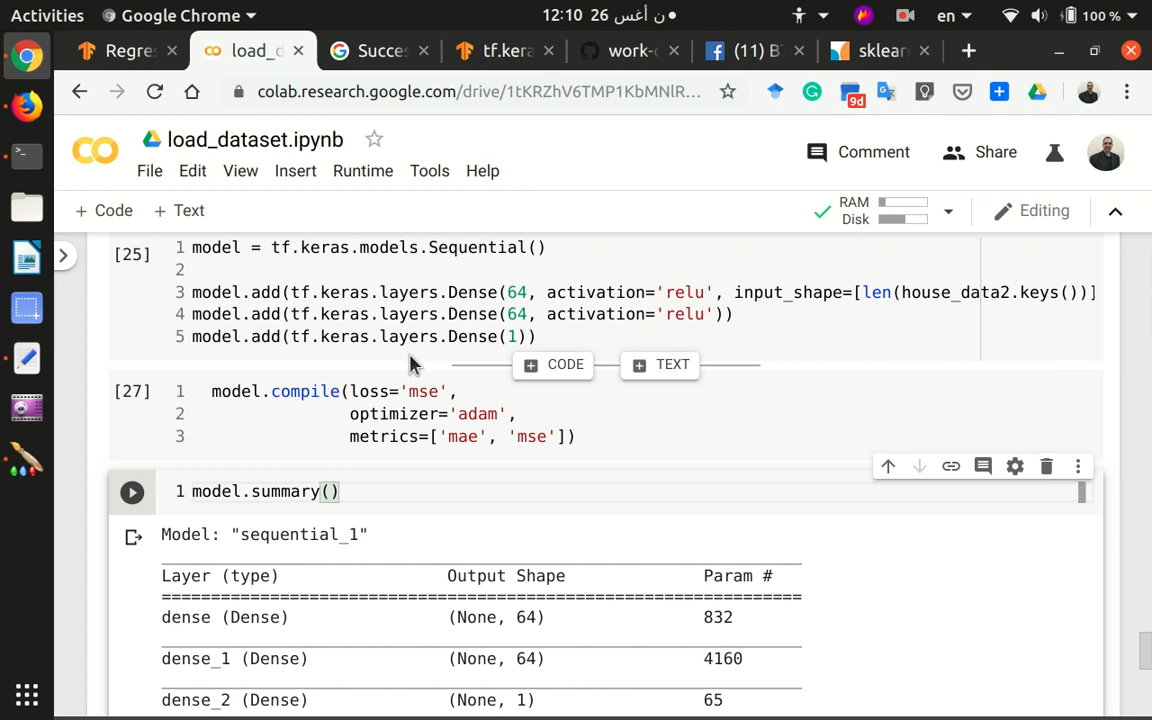 Activities Google Chrome 12:10 26 ن أغس en 100 %
Regre: load_d Succe: tf.kera work- (11) B sklear
colab.research.google.com/drive/1tKRZhV6TMP1KbMNlR... 9d
load_dataset.ipynb Comment Share
File Edit View Insert Runtime Tools Help
+ Code + Text RAM Editing
Disk
[25] 1 model = tf.keras.models.Sequential()
2
3 model.add(tf.keras.layers.Dense(64, activation='relu', input_shape=[len(house_data2.keys())]
4 model.add(tf.keras.layers.Dense(64, activation='relu'))
5 model.add(tf.keras.layers.Dense(1))
CODE TEXT
[27] 1 model.compile(loss='mse',
2 optimizer='adam',
3 metrics=['mae', 'mse'])
1 model.summary()
Model: "sequential_1"
Layer (type) Output Shape Param #
dense (Dense) (None, 64) 832
dense_1 (Dense) (None, 64) 4160
dense_2 (Dense) (None, 1) 65